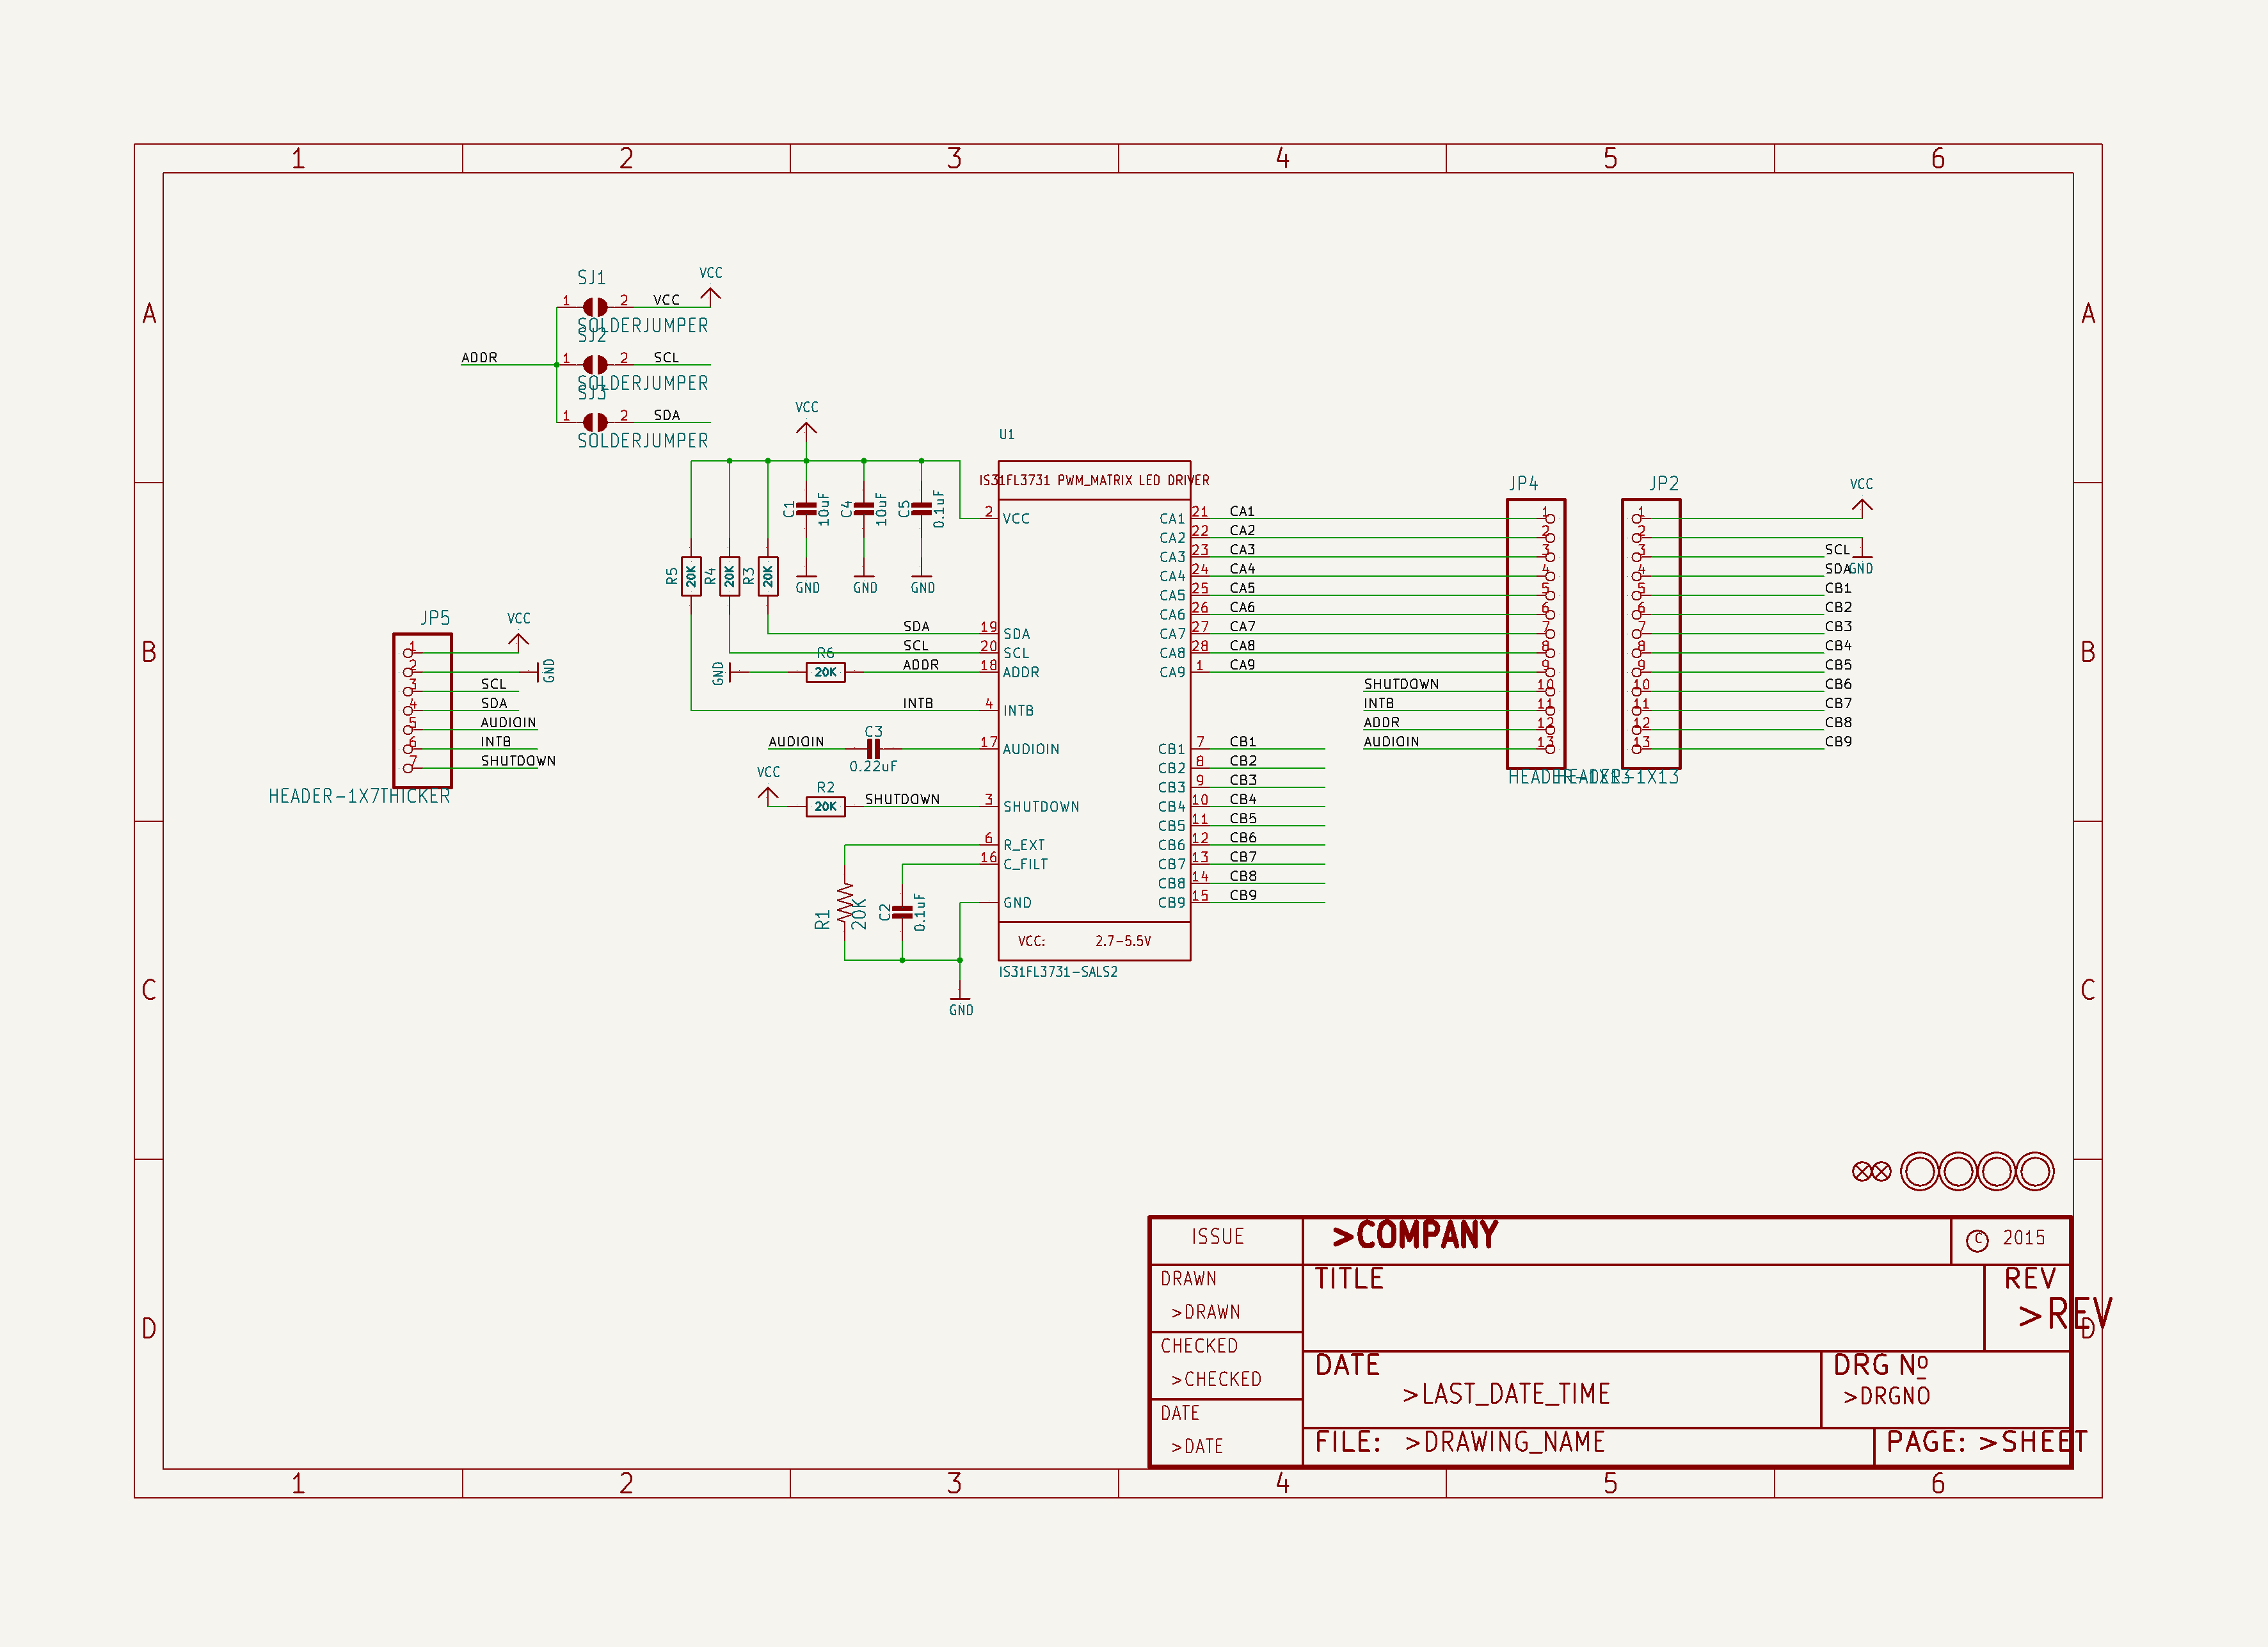 1 2 3 4 5 6
A A
B B
C C
D D
SJ1
1 2 VCC
VCC
SOLDERJUMPER
SJ2
ADDR 1 2 SCL
SOLDERJUMPER
SJ3
1 2 SDA
SOLDERJUMPER
VCC
C1 10uF
C4 10uF
C5 0.1uF
GND GND GND
R5 20K
R4 20K
R3 20K
SDA
SCL
GND R6 20K ADDR
INTB
AUDIOIN C3 0.22uF
VCC R2 20K SHUTDOWN
R1 20K
C2 0.1uF
GND
JP5
VCC
1
2 GND
3 SCL
4 SDA
5 AUDIOIN
6 INTB
7 SHUTDOWN
HEADER-1X7THICKER
U1
IS31FL3731 PWM_MATRIX LED DRIVER
2 VCC
19 SDA
20 SCL
18 ADDR
4 INTB
17 AUDIOIN
3 SHUTDOWN
6 R_EXT
16 C_FILT
GND
CA1 21 CA1
CA2 22 CA2
CA3 23 CA3
CA4 24 CA4
CA5 25 CA5
CA6 26 CA6
CA7 27 CA7
CA8 28 CA8
CA9 1 CA9
CB1 7 CB1
CB2 8 CB2
CB3 9 CB3
CB4 10 CB4
CB5 11 CB5
CB6 12 CB6
CB7 13 CB7
CB8 14 CB8
CB9 15 CB9
VCC: 2.7-5.5V
IS31FL3731-SALS2
JP4
1
2
3
4
5
6
7
8
9
SHUTDOWN 10
INTB 11
ADDR 12
AUDIOIN 13
HEADER-1X13
JP2
VCC
1
2
3 SCL
GND
4 SDA
5 CB1
6 CB2
7 CB3
8 CB4
9 CB5
10 CB6
11 CB7
12 CB8
13 CB9
HEADER-1X13
ISSUE >COMPANY © 2015
DRAWN TITLE REV
>DRAWN >REV
CHECKED DATE DRG Nº
>CHECKED >LAST_DATE_TIME >DRGNO
DATE
>DATE FILE: >DRAWING_NAME PAGE: >SHEET
1 2 3 4 5 6